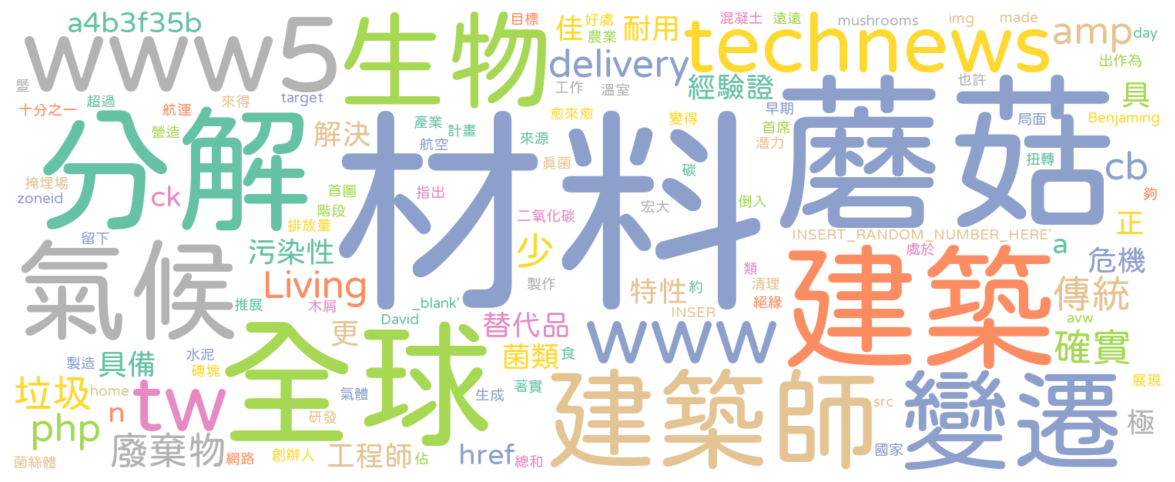 a4b3f35b
www5
生物
目標
佳
好處
農業
耐用
混凝土
遠遠
mushrooms
img
made
amp
day
technews
delivery
出作為
暨
十分之一
超過
航運
來得
target
工作
溫室
經驗證
也許
具
營造
分解
解決
產業
計畫
航空
來源
愈來愈
變得
早期
首席
潛力
蘑菇
局面
Benjaming
扭轉
cb
掩埋場
zoneid
ck
首圖
階段
排放量
指出
材料
真菌
碳
宏大
倒入
夠
留下
二氧化碳
INSERT_RANDOM_NUMBER_HERE'
處於
a
正
危機
氣候
污染性
少
製作
特性
約
類
清理
絕緣
建築
傳統
Living
推展
木屑
_blank'
David
替代品
INSER
avw
確實
更
www
製造
具備
水泥
磚塊
全球
菌類
食
著實
垃圾
home
tw
氣體
生成
建築師
src
變遷
展現
php
n
研發
極
菌絲體
廢棄物
網路
創辦人
工程師
佔
href
總和
國家